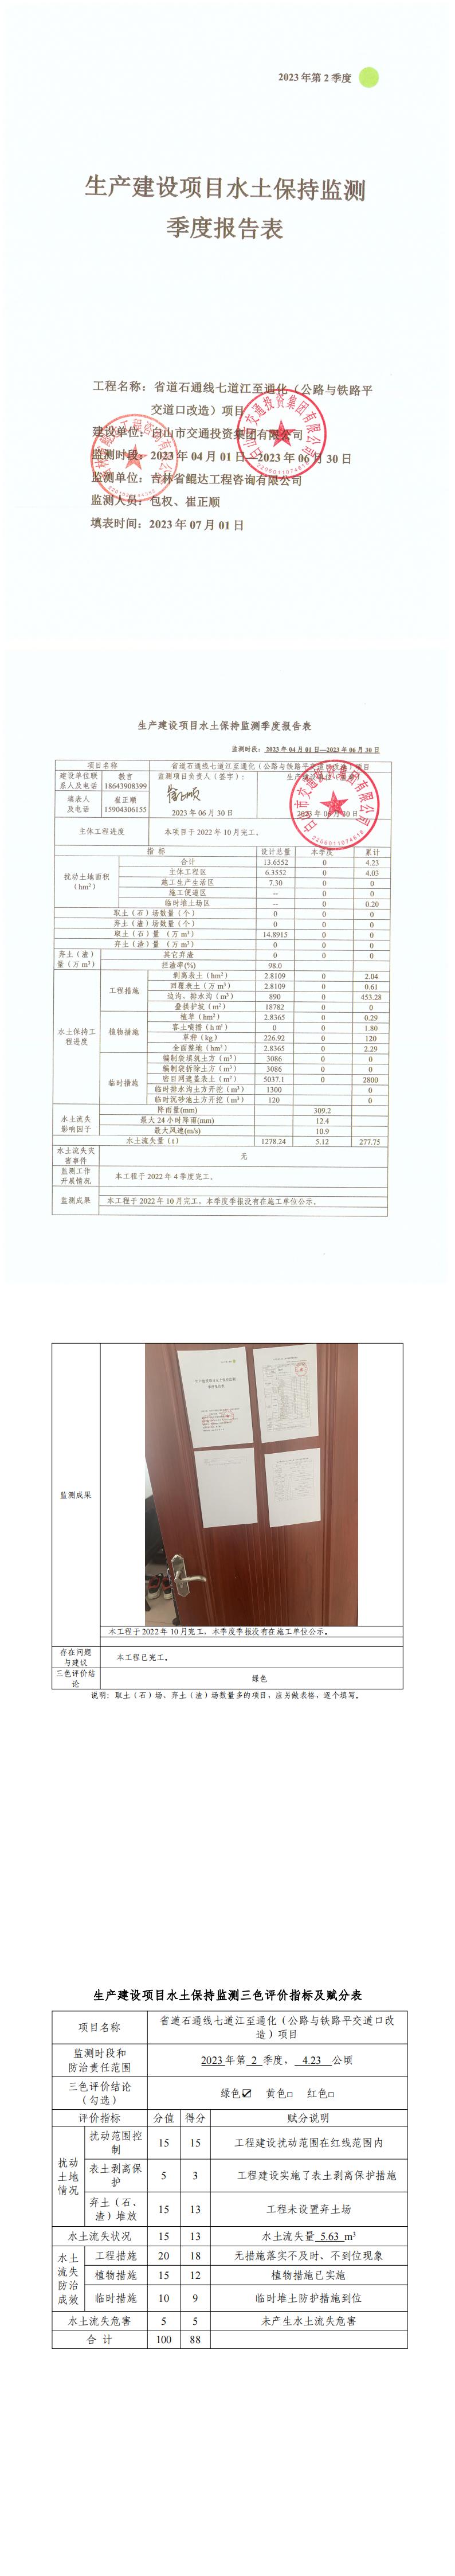 2023 年第 2 季度
生产建设项目水土保持监测
季度报告表
工程名称：省道石通线七道江至通化（公路与铁路平
交道口改造）项目
建设单位：白山市交通投资集团有限公司
监测时段：2023 年 04 月 01 日—2023 年 06 月 30 日
监测单位：吉林省鲲达工程咨询有限公司
监测人员：包权、崔正顺
填表时间：2023 年 07 月 01 日
生产建设项目水土保持监测季度报告表
监测时段：2023 年 04 月 01 日—2023 年 06 月 30 日
项目名称 省道石通线七道江至通化（公路与铁路平交道口改造）项目
建设单位联系人及电话 18643908399 监测项目负责人（签字）：
填表人及电话 崔正顺 15904306155 2023 年 06 月 30 日
主体工程进度 本项目于 2022 年 10 月完工。
指 标 设计总量 本季度 累计
扰动土地面积（hm²） 合计 13.6552 0 4.23
主体工程区 6.3552 0 4.03
施工生产生活区 7.30 0 0
施工便道区 -- 0 0
临时堆土场区 -- 0 0.20
取土（石）场数量（个） 0 0 0
弃土（渣）场数量（个） 0 0 0
取土（石）量 （万 m³） 14.8915 0 0
弃土（渣）量 （万 m³） 0 0 0
弃土（渣）量（万 m³） 其它弃渣 0 0 0
拦渣率(%) 98.0
水土保持工程进度 工程措施 剥离表土（hm²） 2.8109 0 2.04
回覆表土（万 m³） 2.8109 0 0.61
边沟、排水沟（m³） 890 0 453.28
叠拱护坡（m²） 18782 0 0
植物措施 植草（hm²） 2.8365 0 0.29
客土喷播（h㎡） 0 0 1.80
草种（kg） 226.92 0 120
全面整地（hm²） 2.8365 0 2.29
临时措施 编制袋填筑土方（m³） 3086 0 0
编制袋拆除土方（m³） 3086 0 0
密目网遮盖表土（m²） 5037.1 0 2800
临时排水沟土方开挖（m³） 1300 0
临时沉砂池土方开挖（m³） 120 0
水土流失影响因子 降雨量(mm) 309.2
最大 24 小时降雨(mm) 12.4
最大风速(m/s) 10.9
水土流失量（t） 1278.24 5.12 277.75
水土流失灾害事件 无
监测工作开展情况 本工程于 2022 年 4 季度完工。
监测成果 本工程于 2022 年 10 月完工，本季度季报没有在施工单位公示。
监测成果
生产建设项目水土保持监测
季度报告表
本工程于 2022 年 10 月完工，本季度季报没有在施工单位公示。
存在问题与建议 本工程已完工。
三色评价结论 绿色
说明：取土（石）场、弃土（渣）场数量多的项目，应另做表格，逐个填写。
生产建设项目水土保持监测三色评价指标及赋分表
项目名称 省道石通线七道江至通化（公路与铁路平交道口改
造）项目
监测时段和
防治责任范围 2023 年第 2 季度， 4.23 公顷
三色评价结论
（勾选） 绿色☑ 黄色□ 红色□
评价指标 分值 得分 赋分说明
扰动土地情况 扰动范围控制 15 15 工程建设扰动范围在红线范围内
表土剥离保护 5 3 工程建设实施了表土剥离保护措施
弃土（石、渣）堆放 15 13 工程未设置弃土场
水土流失状况 15 13 水土流失量 5.63 m³
水土流失防治成效 工程措施 20 18 无措施落实不及时、不到位现象
植物措施 15 12 植物措施已实施
临时措施 10 9 临时堆土防护措施到位
水土流失危害 5 5 未产生水土流失危害
合 计 100 88